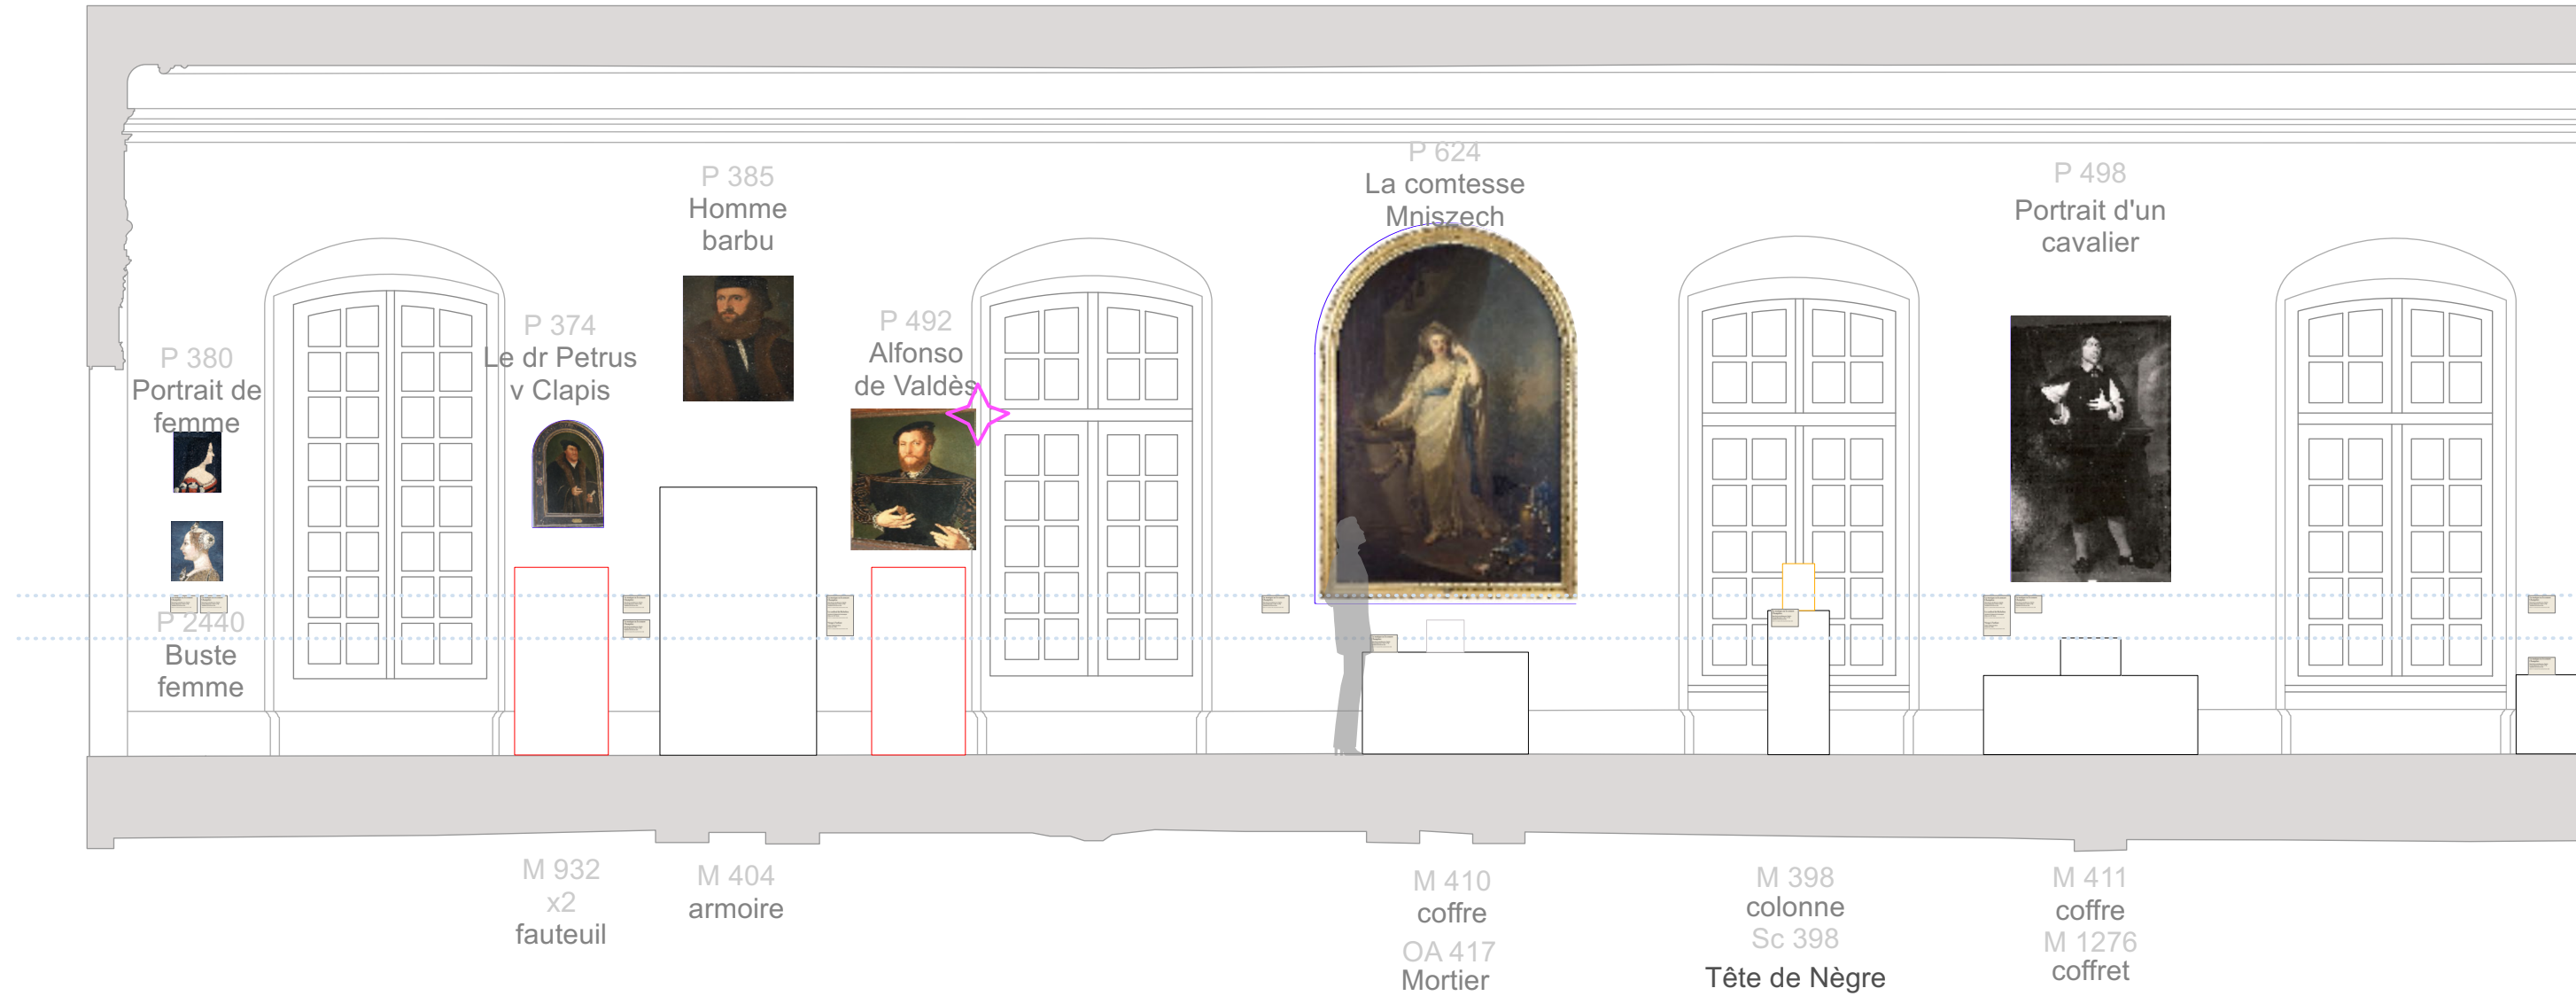 P 380
Portrait de
femme
P 2440
Buste
femme
P 374
Le dr Petrus
v Clapis
P 385
Homme
barbu
P 492
Alfonso
de Valdès
P 624
La comtesse
Mniszech
P 498
Portrait d'un
cavalier
M 932
x2
fauteuil
M 404
armoire
M 410
coffre
OA 417
Mortier
M 398
colonne
Sc 398
Tête de Nègre
M 411
coffre
M 1276
coffret